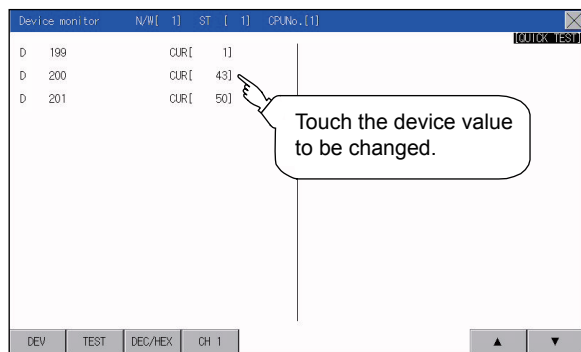 Device monitor N/W[ 1] ST [ 1] CPUNo.[1]
[QUICK TEST]
D 199 CUR[ 1]
D 200 CUR[ 43]
D 201 CUR[ 50]
Touch the device value
to be changed.
DEV TEST DEC/HEX CH 1 ▲ ▼